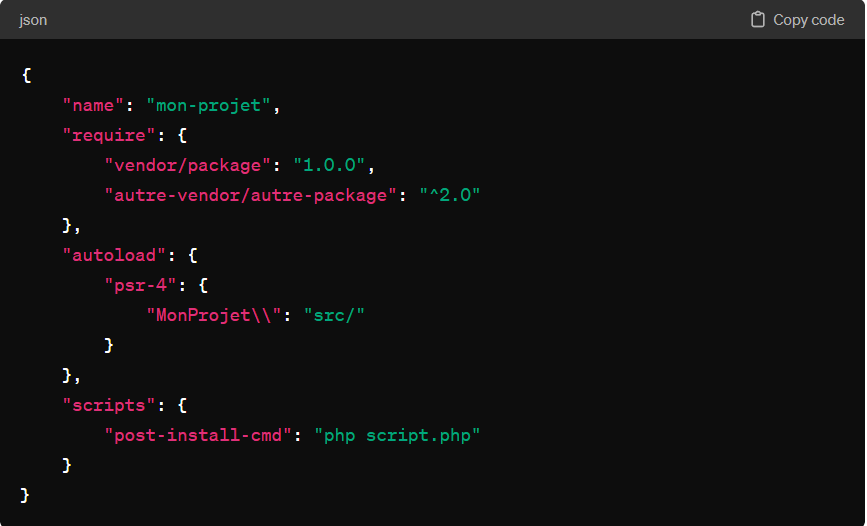 json
Copy code
{
    "name": "mon-projet",
    "require": {
        "vendor/package": "1.0.0",
        "autre-vendor/autre-package": "^2.0"
    },
    "autoload": {
        "psr-4": {
            "MonProjet\\": "src/"
        }
    },
    "scripts": {
        "post-install-cmd": "php script.php"
    }
}